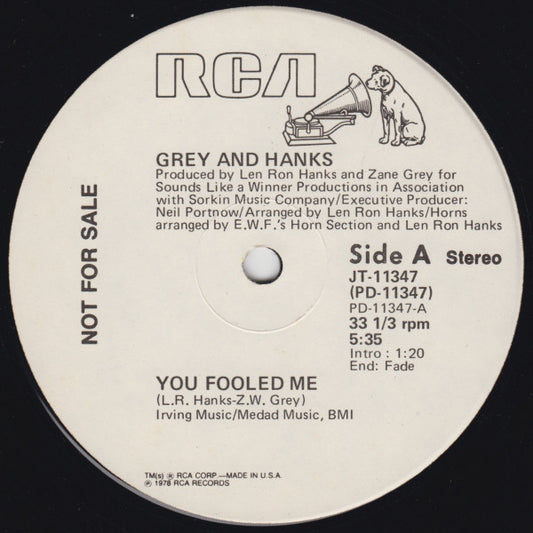 RCA
GREY AND HANKS
Produced by Len Ron Hanks and Zane Grey for
Sounds Like a Winner Productions in Association
with Sorkin Music Company/Executive Producer:
Neil Portnow/Arranged by Len Ron Hanks/Horns
arranged by E.W.F.'s Horn Section and Len Ron Hanks
NOT FOR SALE
Side A Stereo
JT-11347
(PD-11347)
PD-11347-A
33 1/3 rpm
5:35
Intro : 1:20
End: Fade
YOU FOOLED ME
(L.R. Hanks-Z.W. Grey)
Irving Music/Medad Music, BMI
TM(s) ® RCA CORP —MADE IN U.S.A.
℗ 1978 RCA RECORDS